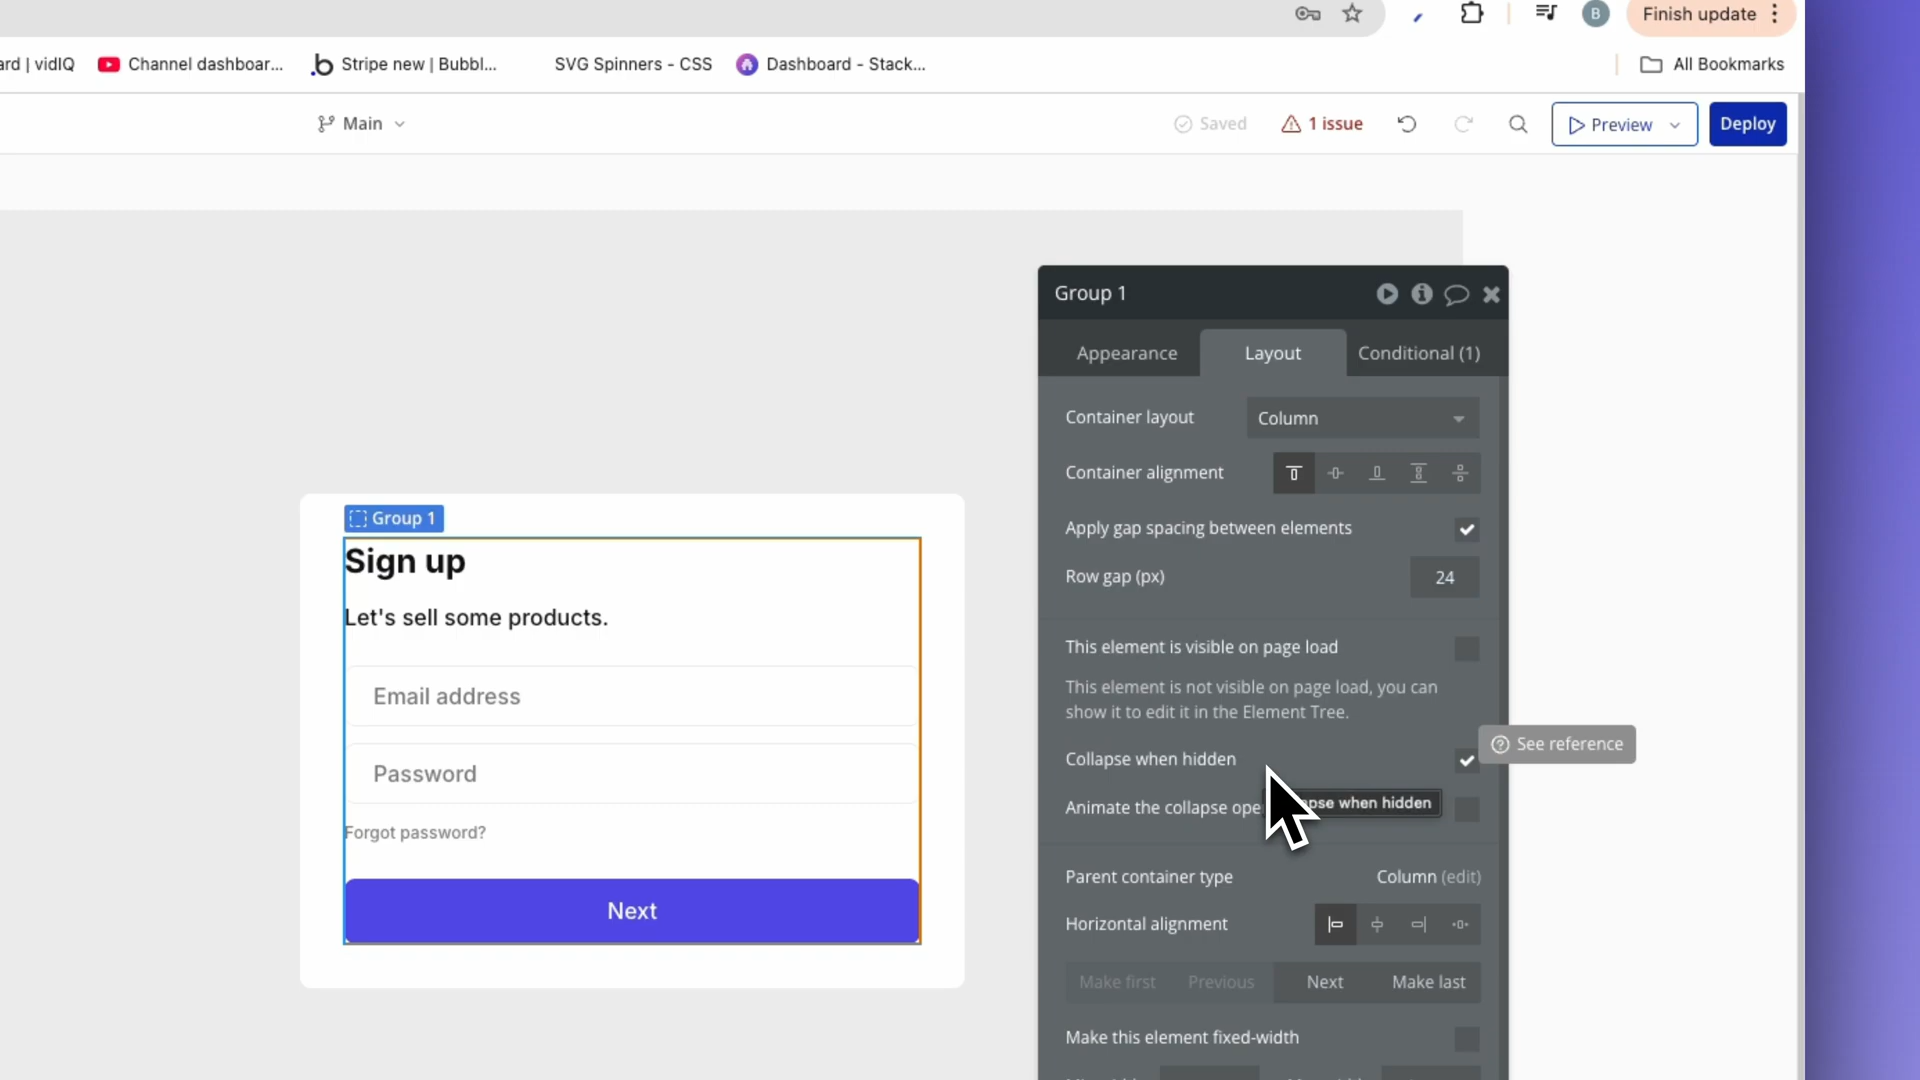 B
Finish update
ard | vidIQ
Channel dashboar...
Stripe new | Bubbl...
SVG Spinners - CSS
Dashboard - Stack...
All Bookmarks
Main
Saved
1 issue
Preview
Deploy
Group 1
Appearance
Layout
Conditional (1)
Container layout
Column
Container alignment
Apply gap spacing between elements
Row gap (px)
24
This element is visible on page load
This element is not visible on page load, you can
show it to edit it in the Element Tree.
See reference
Collapse when hidden
Animate the collapse ope
pse when hidden
Parent container type
Column (edit)
Horizontal alignment
Make first
Previous
Next
Make last
Make this element fixed-width
Group 1
Sign up
Let's sell some products.
Email address
Password
Forgot password?
Next